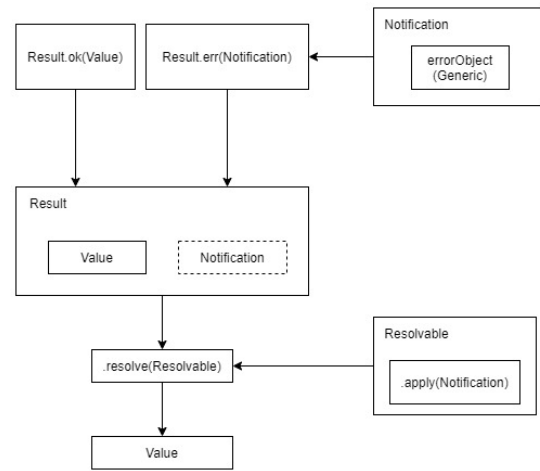 Result.ok(Value)
Result.err(Notification)
Notification
errorObject
(Generic)
Result
Value
Notification
.resolve(Resolvable)
Resolvable
.apply(Notification)
Value